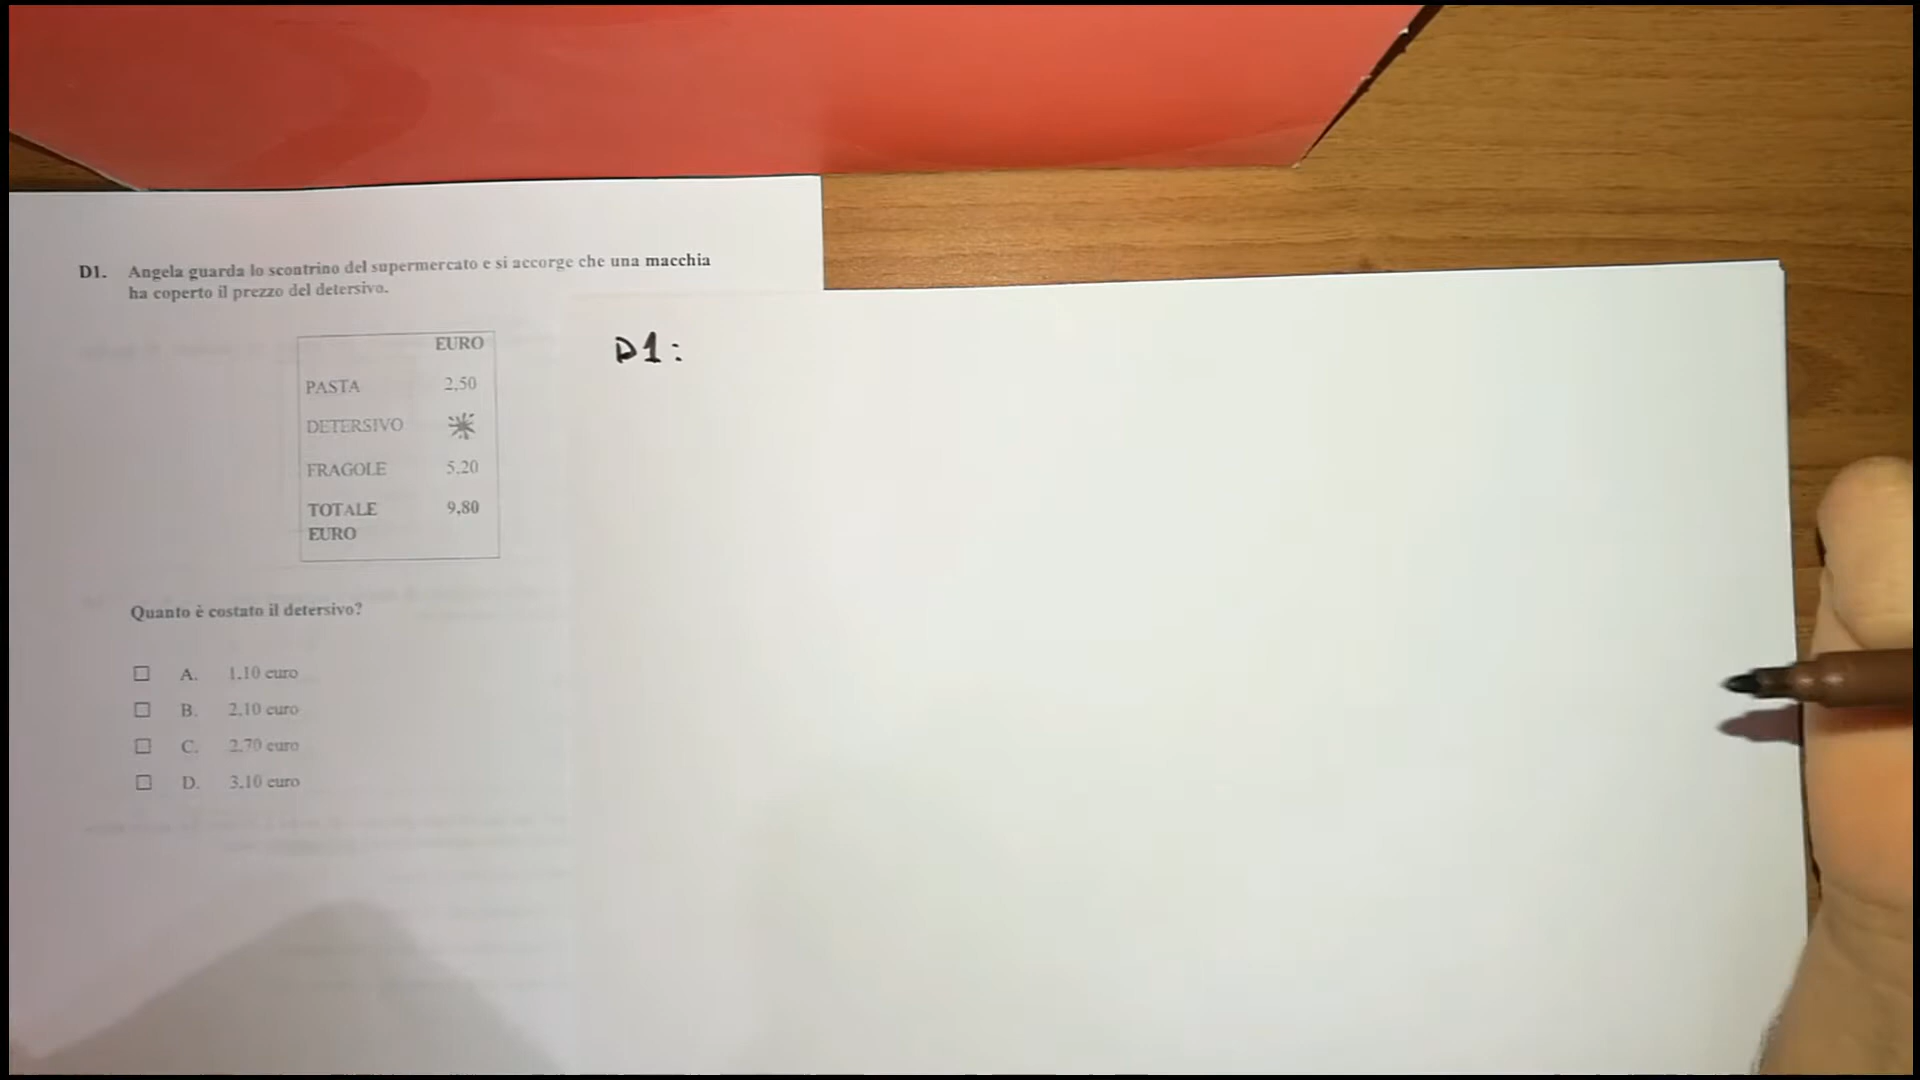 D1. Angela guarda lo scontrino del supermercato e si accorge che una macchia
ha coperto il prezzo del detersivo.
EURO
PASTA 2,50
DETERSIVO
FRAGOLE 5,20
TOTALE 9,80
EURO
Quanto è costato il detersivo?
A. 1,10 euro
B. 2,10 euro
C. 2,70 euro
D. 3,10 euro
D1: